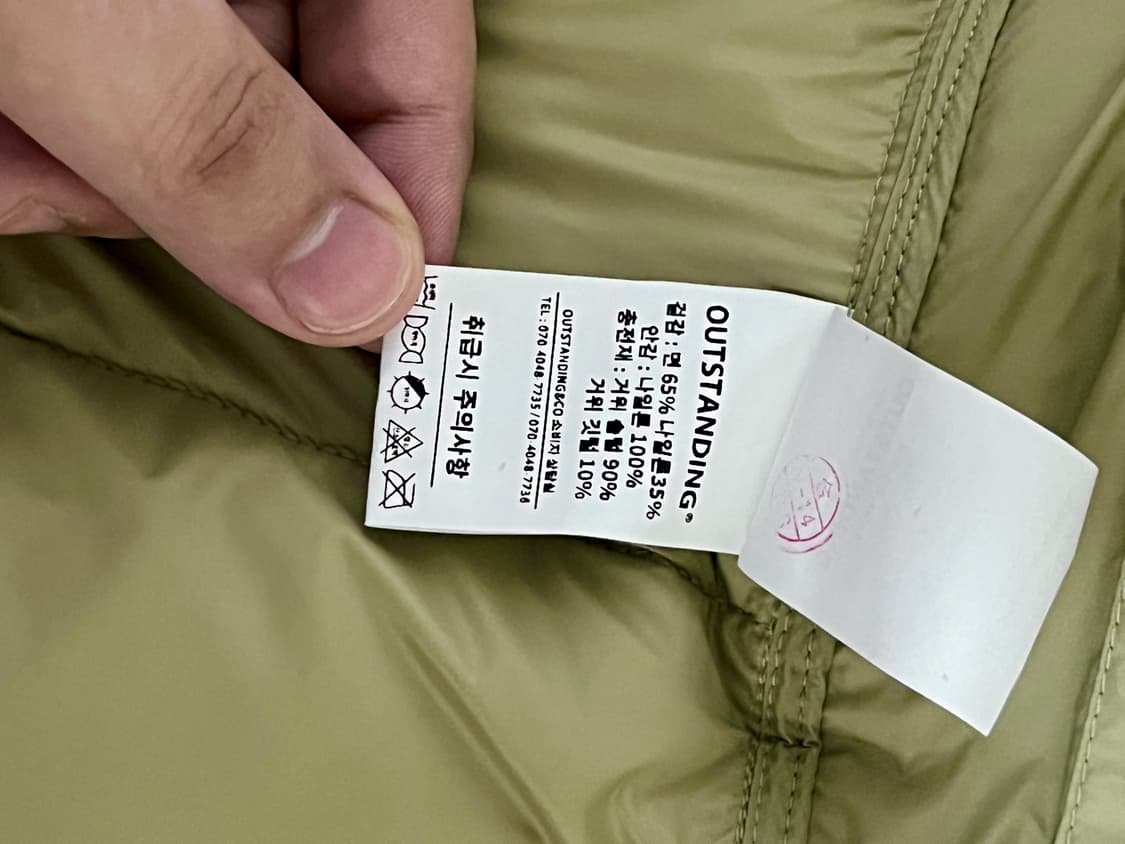 OUTSTANDING®
겉감 : 면 65% 나일론35%
안감 : 나일론 100%
충전재 : 거위 솜털 90%
거위 깃털 10%
OUTSTANDING&CO 소비자 상담실
TEL : 070 4048 7735 / 070-4048-7736
취급시 주의사항